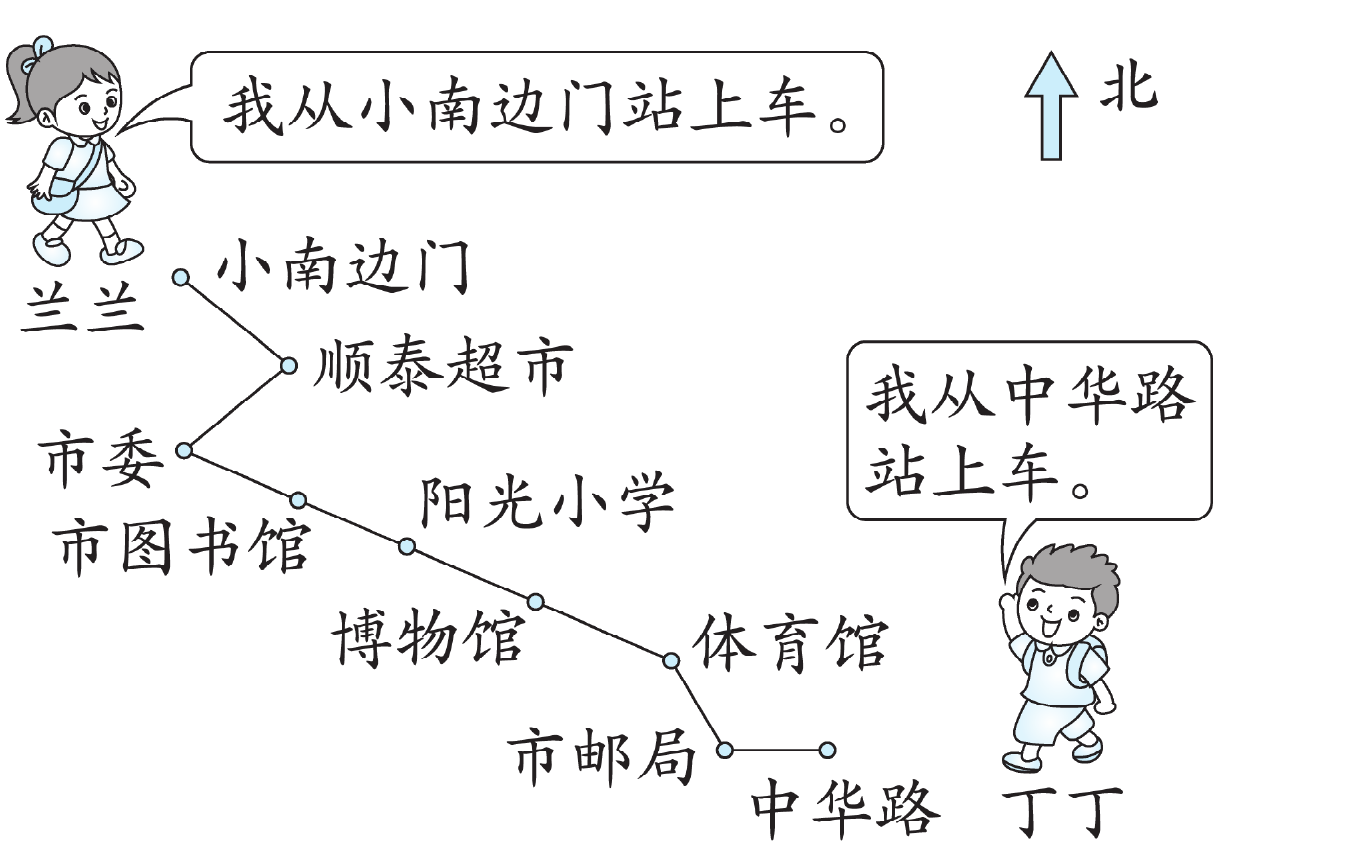 我从小南边门站上车。
北
小南边门
兰兰
顺泰超市
我从中华路
站上车。
市委
阳光小学
市图书馆
博物馆
体育馆
市邮局
中华路
丁丁